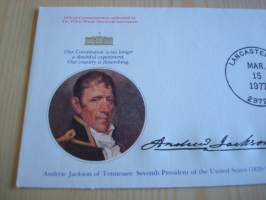 Official Commemorative authorized by
The White House Historical Association
Our Constitution is no longer
a doubtful experiment.
Our country is flourishing.
LANCASTER
MAR
15
1977
Andrew Jackson
Andrew Jackson of Tennessee Seventh President of the United States (1829-